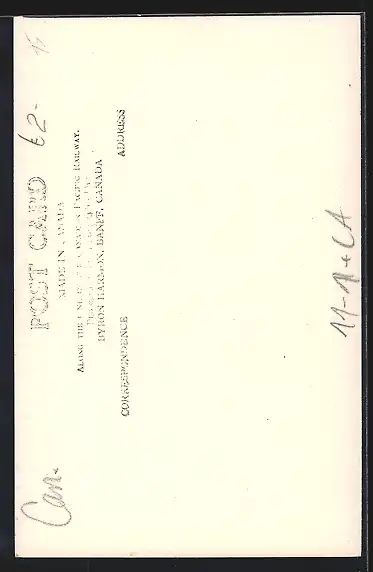 Can.
62-
POST CARD
MADE IN CANADA
ALONG THE LINE OF THE CANADIAN PACIFIC RAILWAY.
BYRON HARMON, BANFF, CANADA
CORRESPONDENCE ADDRESS